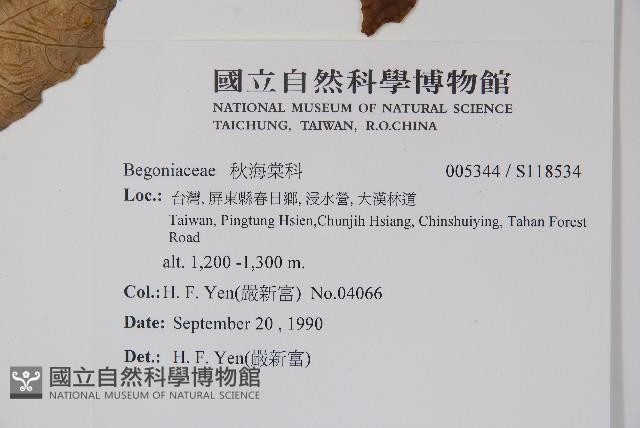 國立自然科學博物館
NATIONAL MUSEUM OF NATURAL SCIENCE
TAICHUNG, TAIWAN, R.O.CHINA
Begoniaceae 秋海棠科 005344 / S118534
Loc.: 台灣, 屏東縣春日鄉, 浸水營, 大漢林道
Taiwan, Pingtung Hsien,Chunjih Hsiang, Chinshuiying, Tahan Forest
Road
alt. 1,200 -1,300 m.
Col.: H. F. Yen(嚴新富) No.04066
Date: September 20 , 1990
Det.: H. F. Yen(嚴新富)
國立自然科學博物館
NATIONAL MUSEUM OF NATURAL SCIENCE